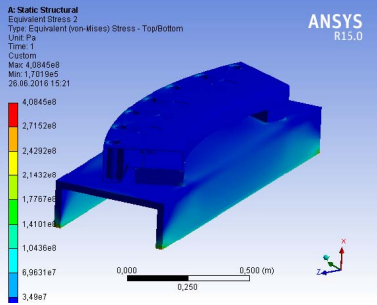 A: Static Structural
Equivalent Stress 2
Type: Equivalent (von-Mises) Stress - Top/Bottom
Unit: Pa
Time: 1
Custom
Max: 4,0845e8
Min: 1,7019e5
26.06.2016 15:21
ANSYS
R15.0
4,0845e8
2,7152e8
2,4292e8
2,1432e8
1,7767e8
1,4101e8
1,0436e8
6,9631e7
3,49e7
0,000
0,500 (m)
0,250
X
Z